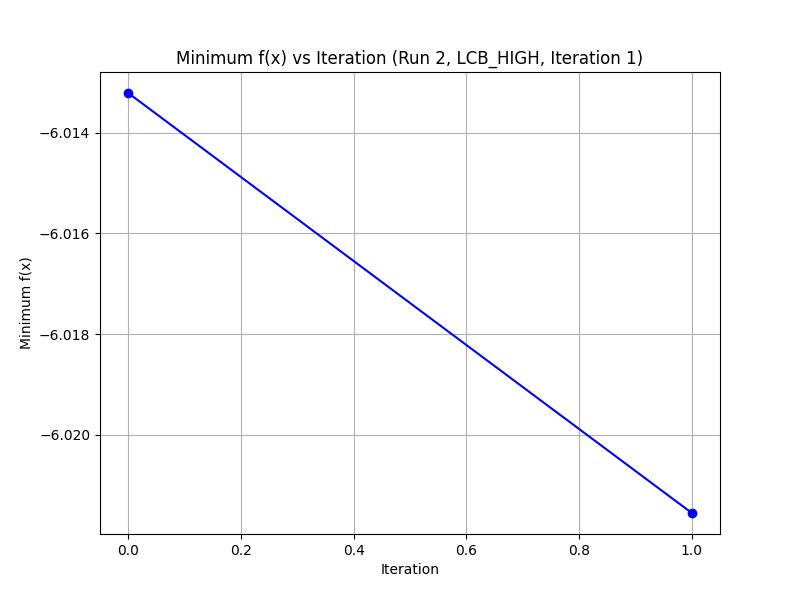 Minimum f(x) vs Iteration (Run 2, LCB_HIGH, Iteration 1)
Minimum f(x)
−6.014
−6.016
−6.018
−6.020
0.0 0.2 0.4 0.6 0.8 1.0
Iteration